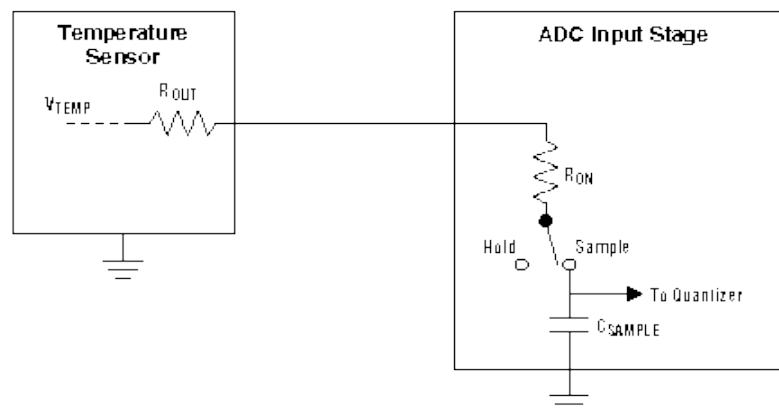 Temperature
Sensor
ROUT
VTEMP
ADC Input Stage
RON
Hold
Sample
To Quantizer
CSAMPLE